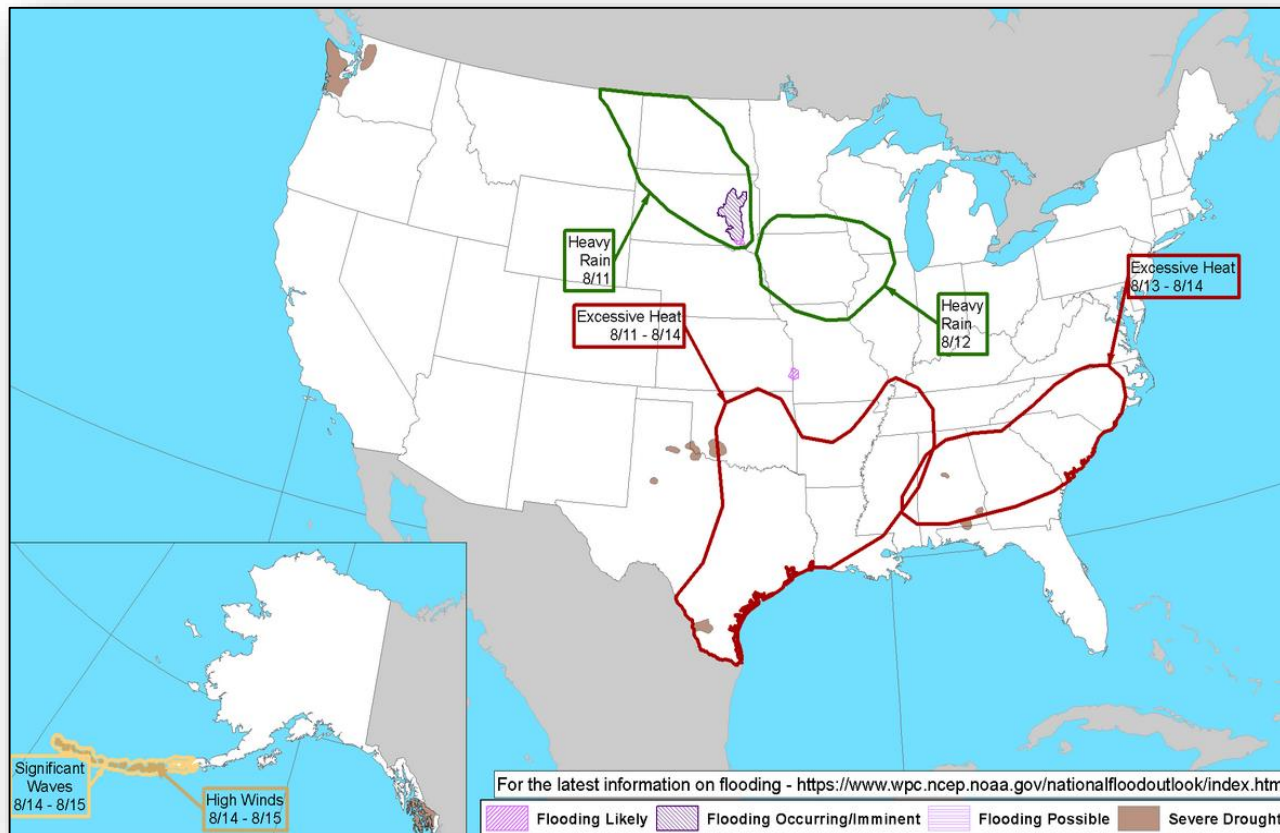 Heavy
Rain
8/11
Excessive Heat
8/13 - 8/14
Excessive Heat
8/11 - 8/14
Heavy
Rain
8/12
Significant
Waves
8/14 - 8/15
High Winds
8/14 - 8/15
For the latest information on flooding - https://www.wpc.ncep.noaa.gov/nationalfloodoutlook/index.htm
Flooding Likely
Flooding Occurring/Imminent
Flooding Possible
Severe Drought